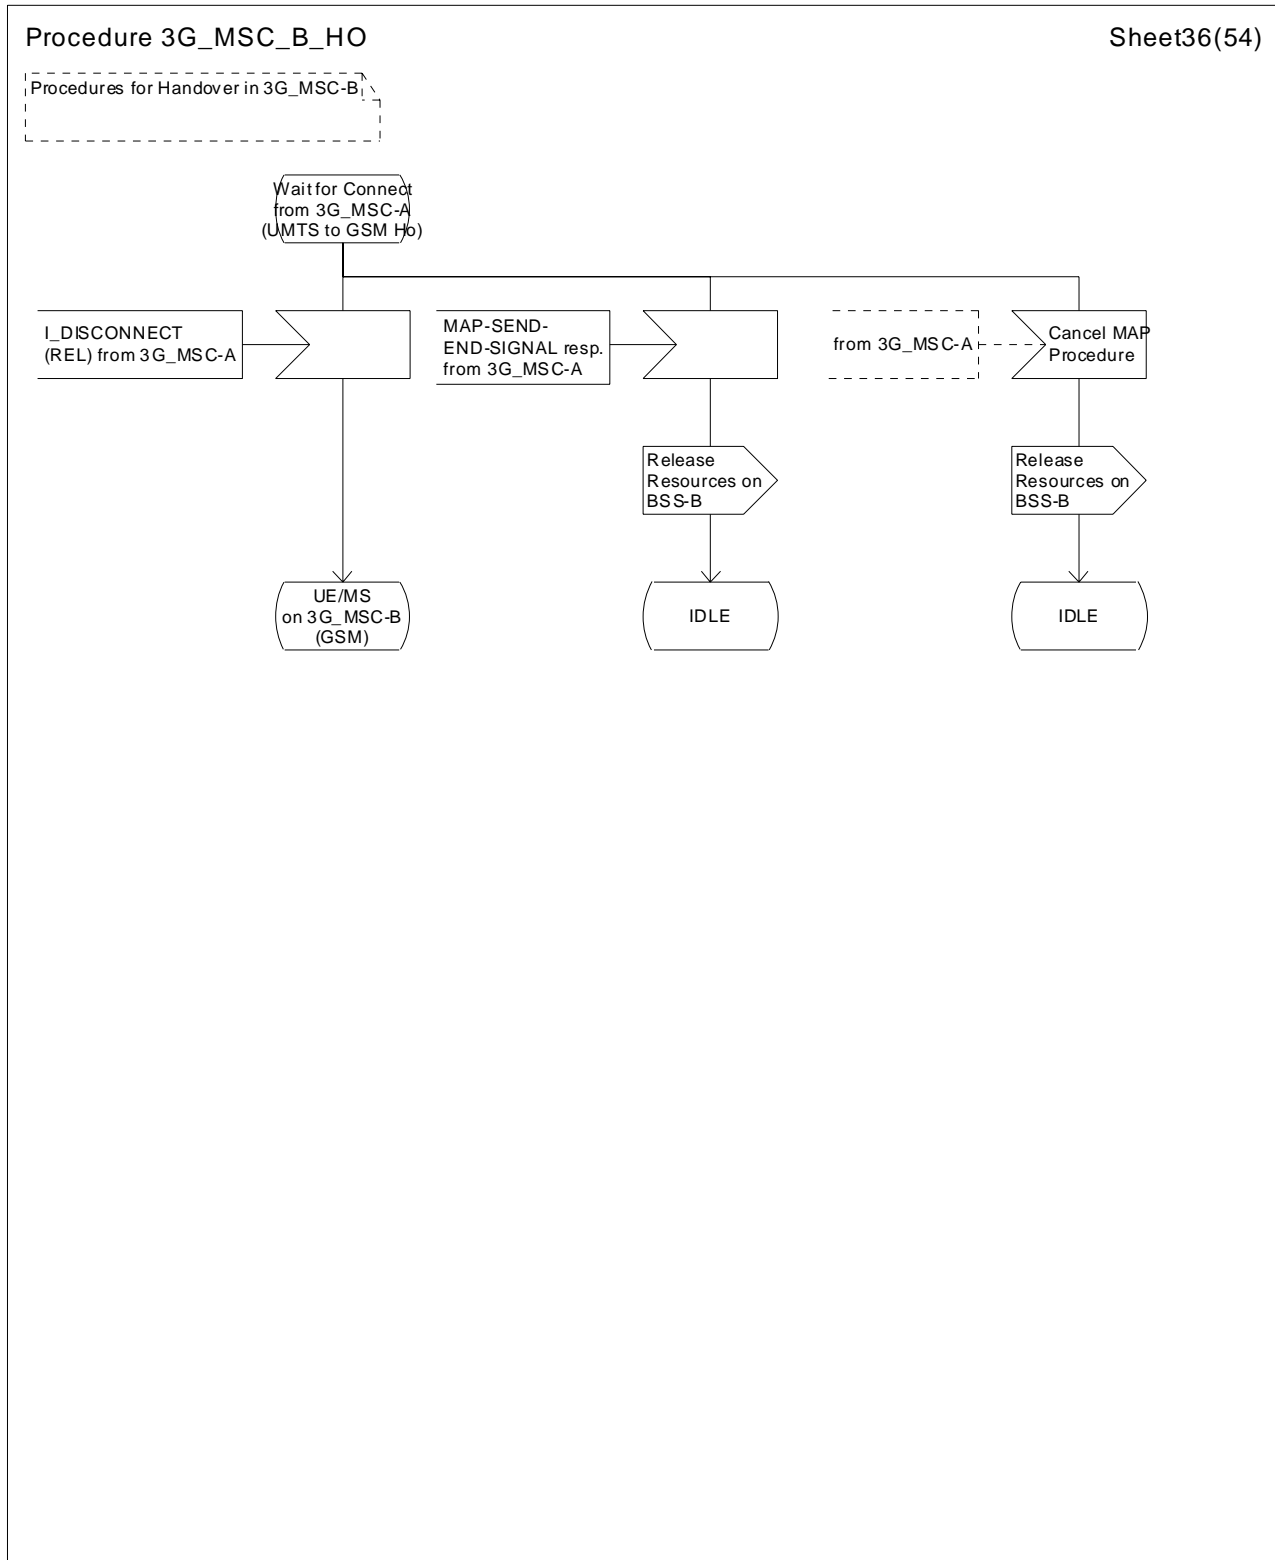 Procedure 3G_MSC_B_HO
Sheet36(54)
Procedures for Handover in 3G_MSC-B
Wait for Connect
from 3G_MSC-A
(UMTS to GSM Ho)
I_DISCONNECT
(REL) from 3G_MSC-A
MAP-SEND-
END-SIGNAL resp.
from 3G_MSC-A
from 3G_MSC-A
Cancel MAP
Procedure
Release
Resources on
BSS-B
Release
Resources on
BSS-B
UE/MS
on 3G_MSC-B
(GSM)
IDLE
IDLE